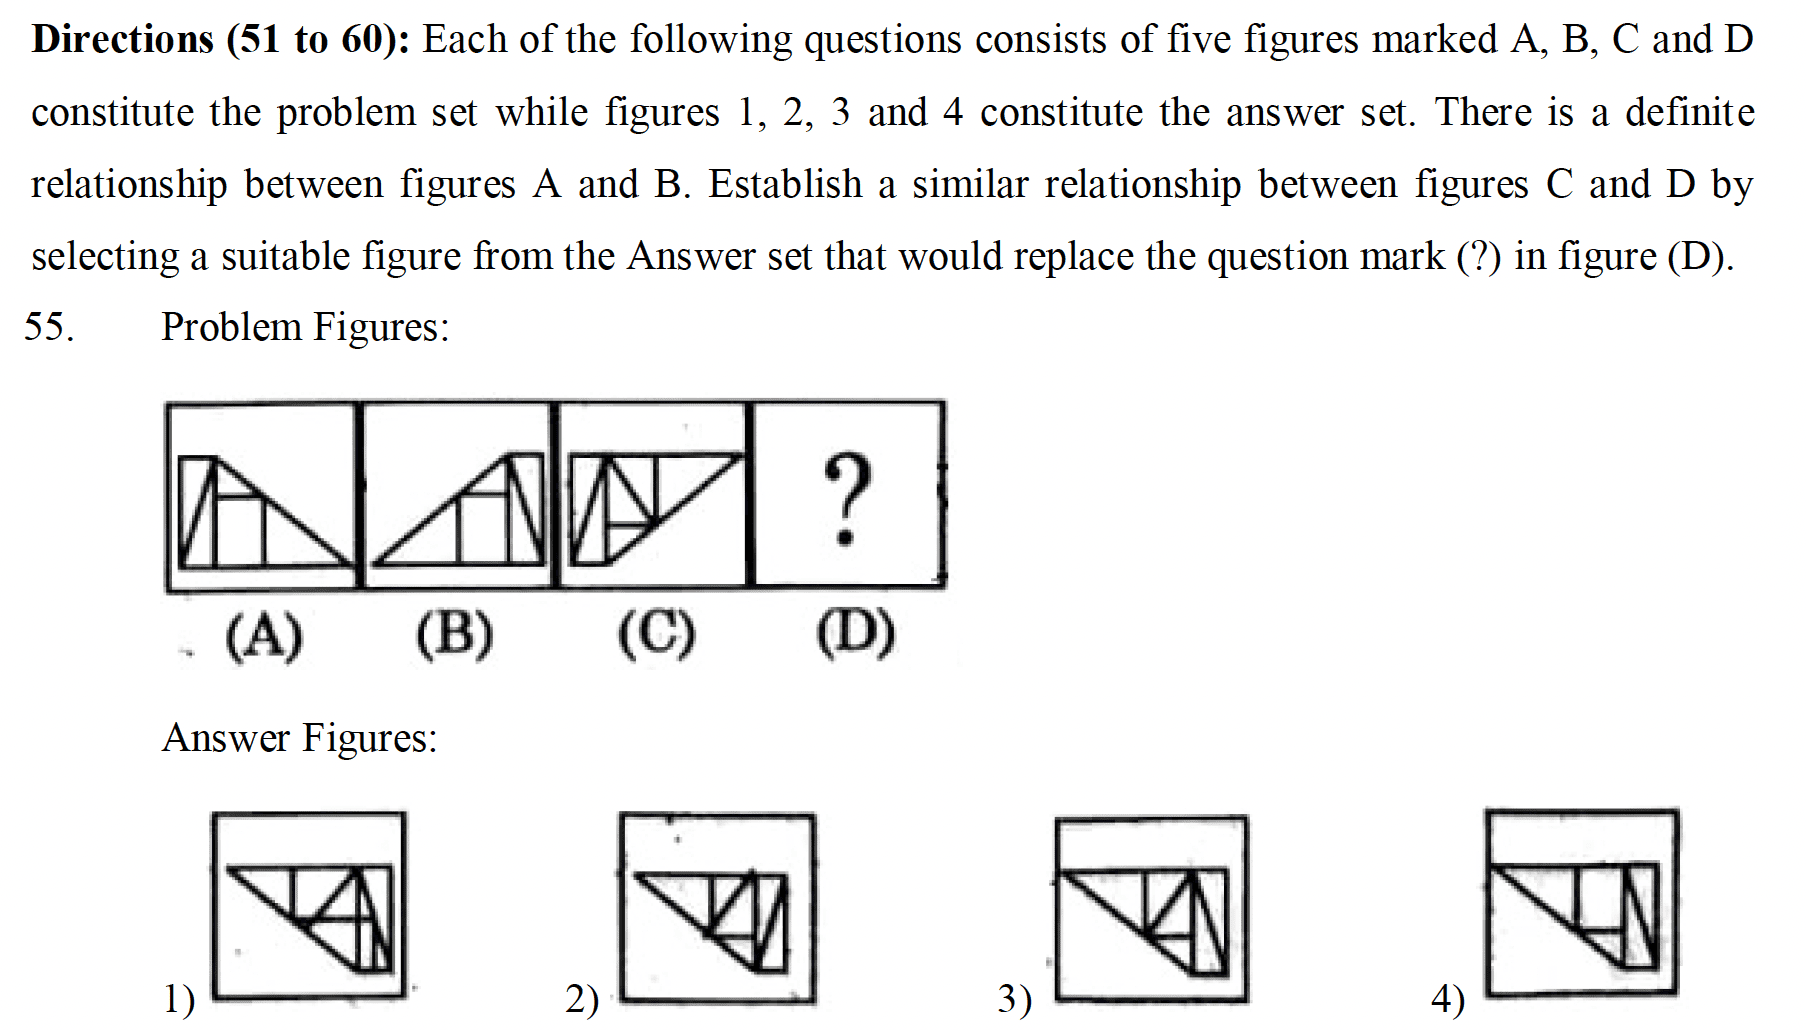 Directions (51 to 60): Each of the following questions consists of five figures marked A, B, C and D
constitute the problem set while figures 1, 2, 3 and 4 constitute the answer set. There is a definite
relationship between figures A and B. Establish a similar relationship between figures C and D by
selecting a suitable figure from the Answer set that would replace the question mark (?) in figure (D).
55. Problem Figures:
?
(A) (B) (C) (D)
Answer Figures:
1) 2) 3) 4)